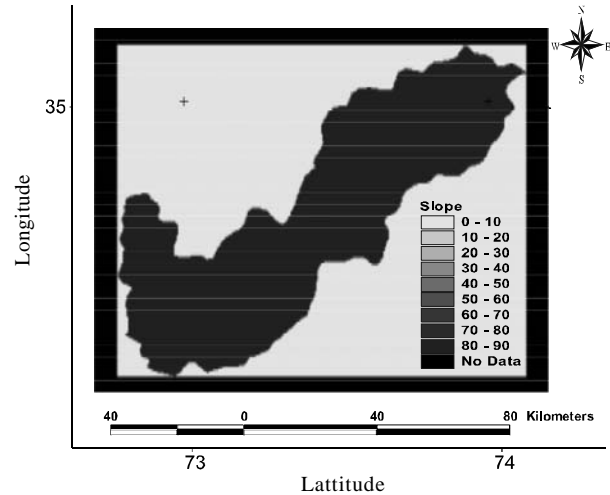 N
W E
S
35
Longitude
Slope
0 - 10
10 - 20
20 - 30
30 - 40
40 - 50
50 - 60
60 - 70
70 - 80
80 - 90
No Data
40 0 40 80 Kilometers
73 74
Lattitude